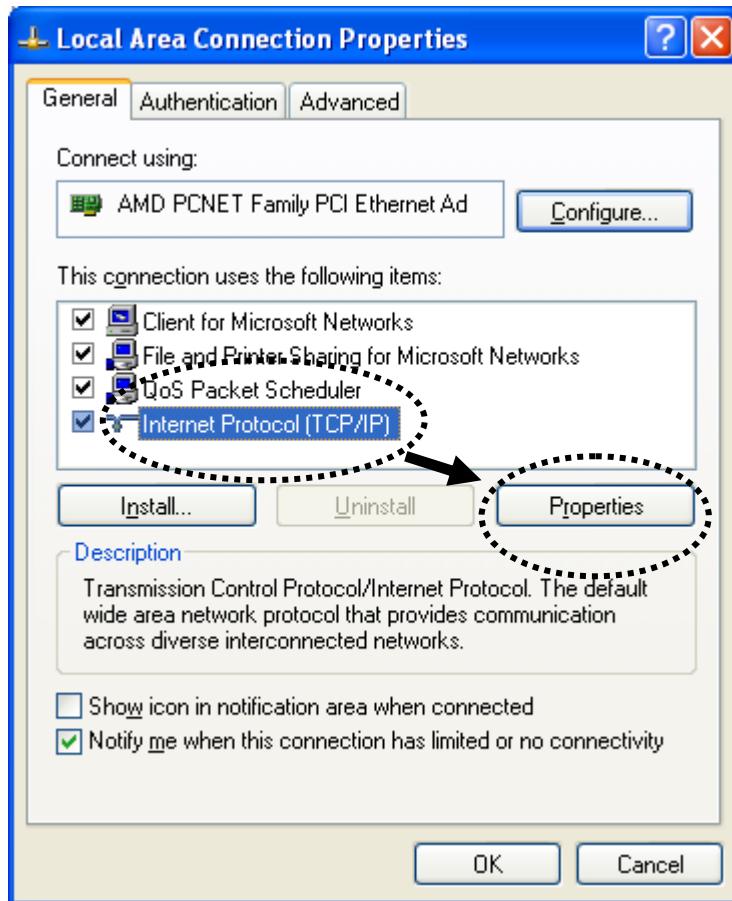 Local Area Connection Properties
General Authentication Advanced
Connect using:
AMD PCNET Family PCI Ethernet Ad
Configure...
This connection uses the following items:
Client for Microsoft Networks
File and Printer Sharing for Microsoft Networks
QoS Packet Scheduler
Internet Protocol (TCP/IP)
Install... Uninstall Properties
Description
Transmission Control Protocol/Internet Protocol. The default
wide area network protocol that provides communication
across diverse interconnected networks.
Show icon in notification area when connected
Notify me when this connection has limited or no connectivity
OK Cancel